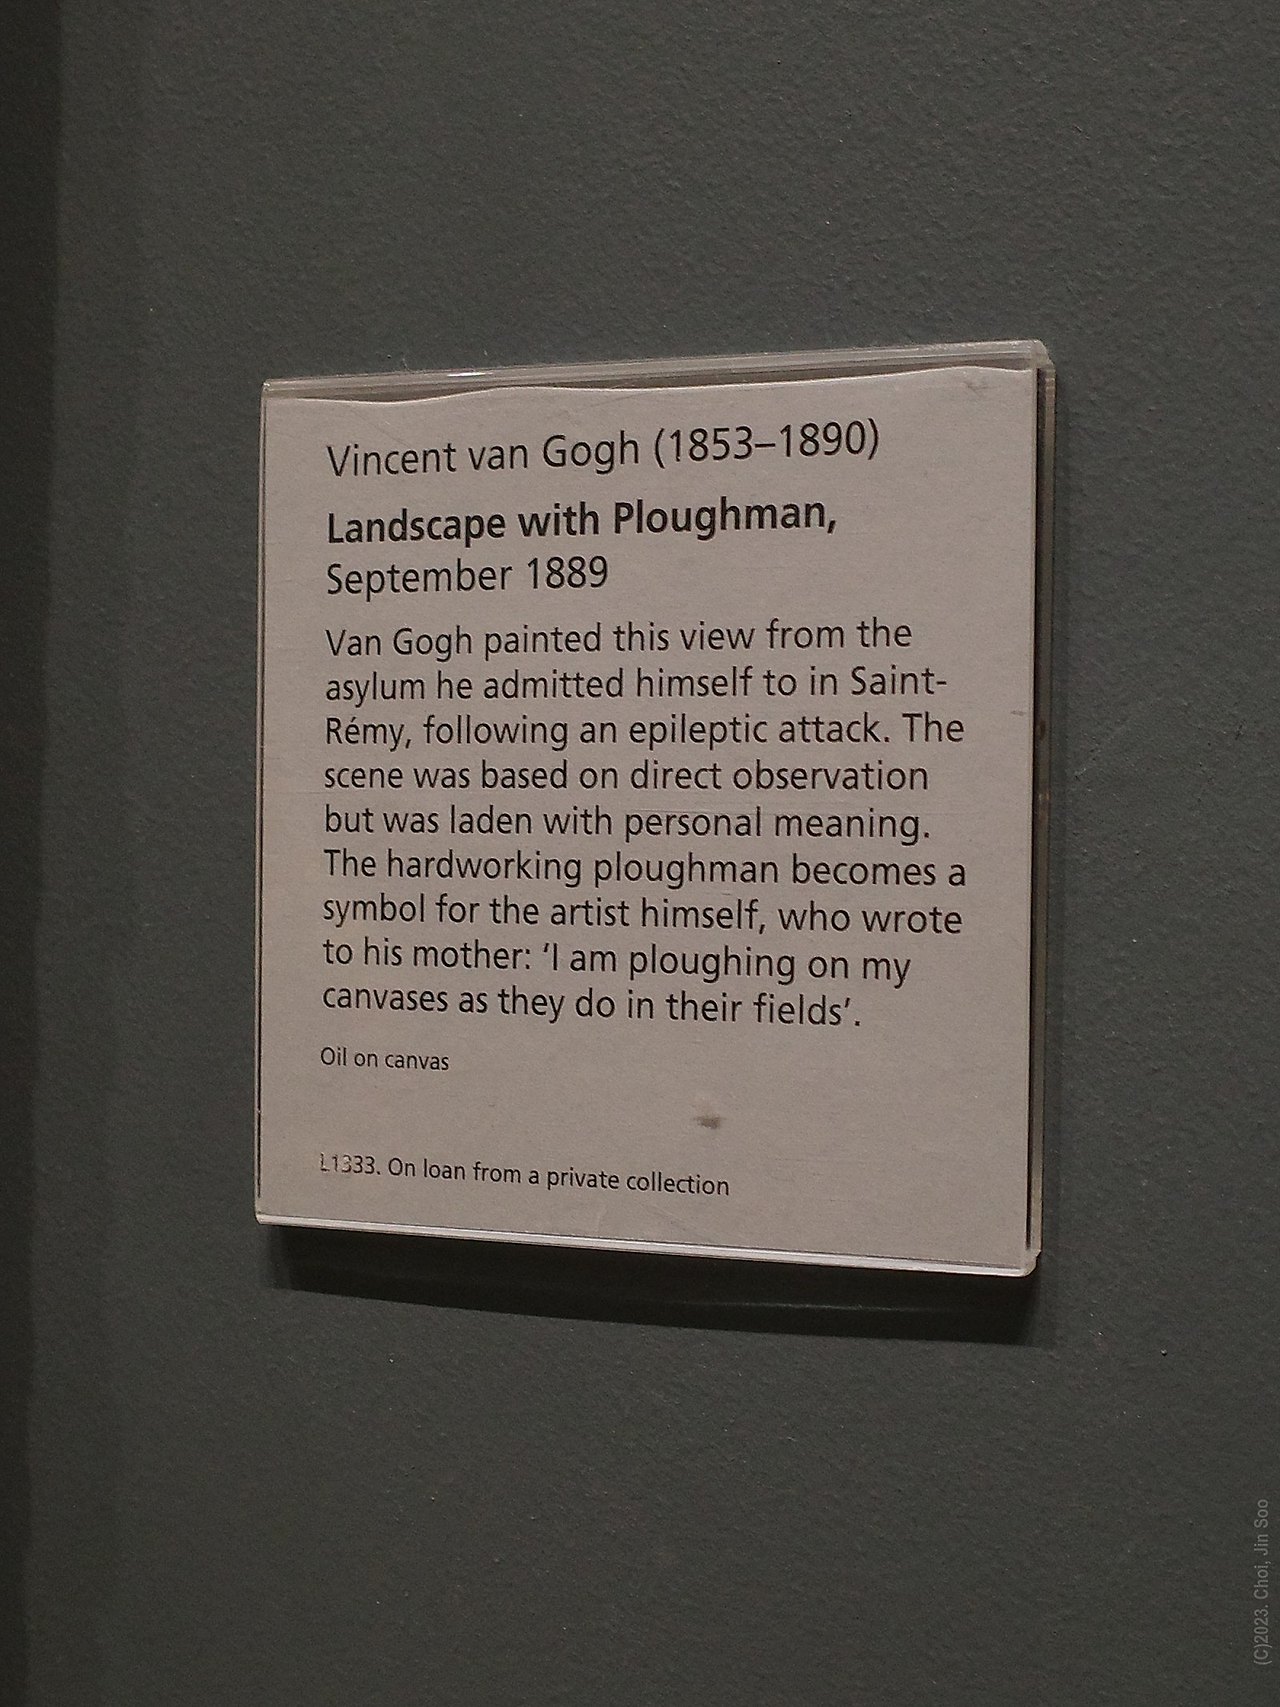 Vincent van Gogh (1853–1890)
Landscape with Ploughman,
September 1889
Van Gogh painted this view from the
asylum he admitted himself to in Saint-
Rémy, following an epileptic attack. The
scene was based on direct observation
but was laden with personal meaning.
The hardworking ploughman becomes a
symbol for the artist himself, who wrote
to his mother: ‘I am ploughing on my
canvases as they do in their fields’.
Oil on canvas
L1333. On loan from a private collection
(C)2023. Choi, Jin Soo